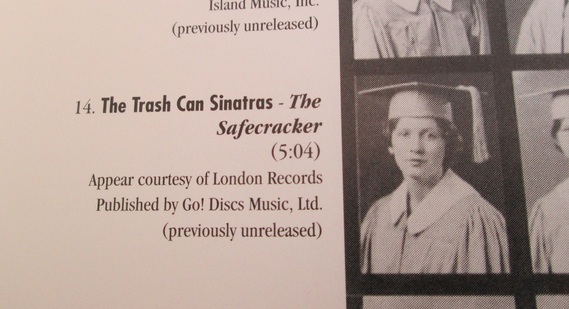 Island Music, Inc.
(previously unreleased)
14. The Trash Can Sinatras - The
Safecracker
(5:04)
Appear courtesy of London Records
Published by Go! Discs Music, Ltd.
(previously unreleased)